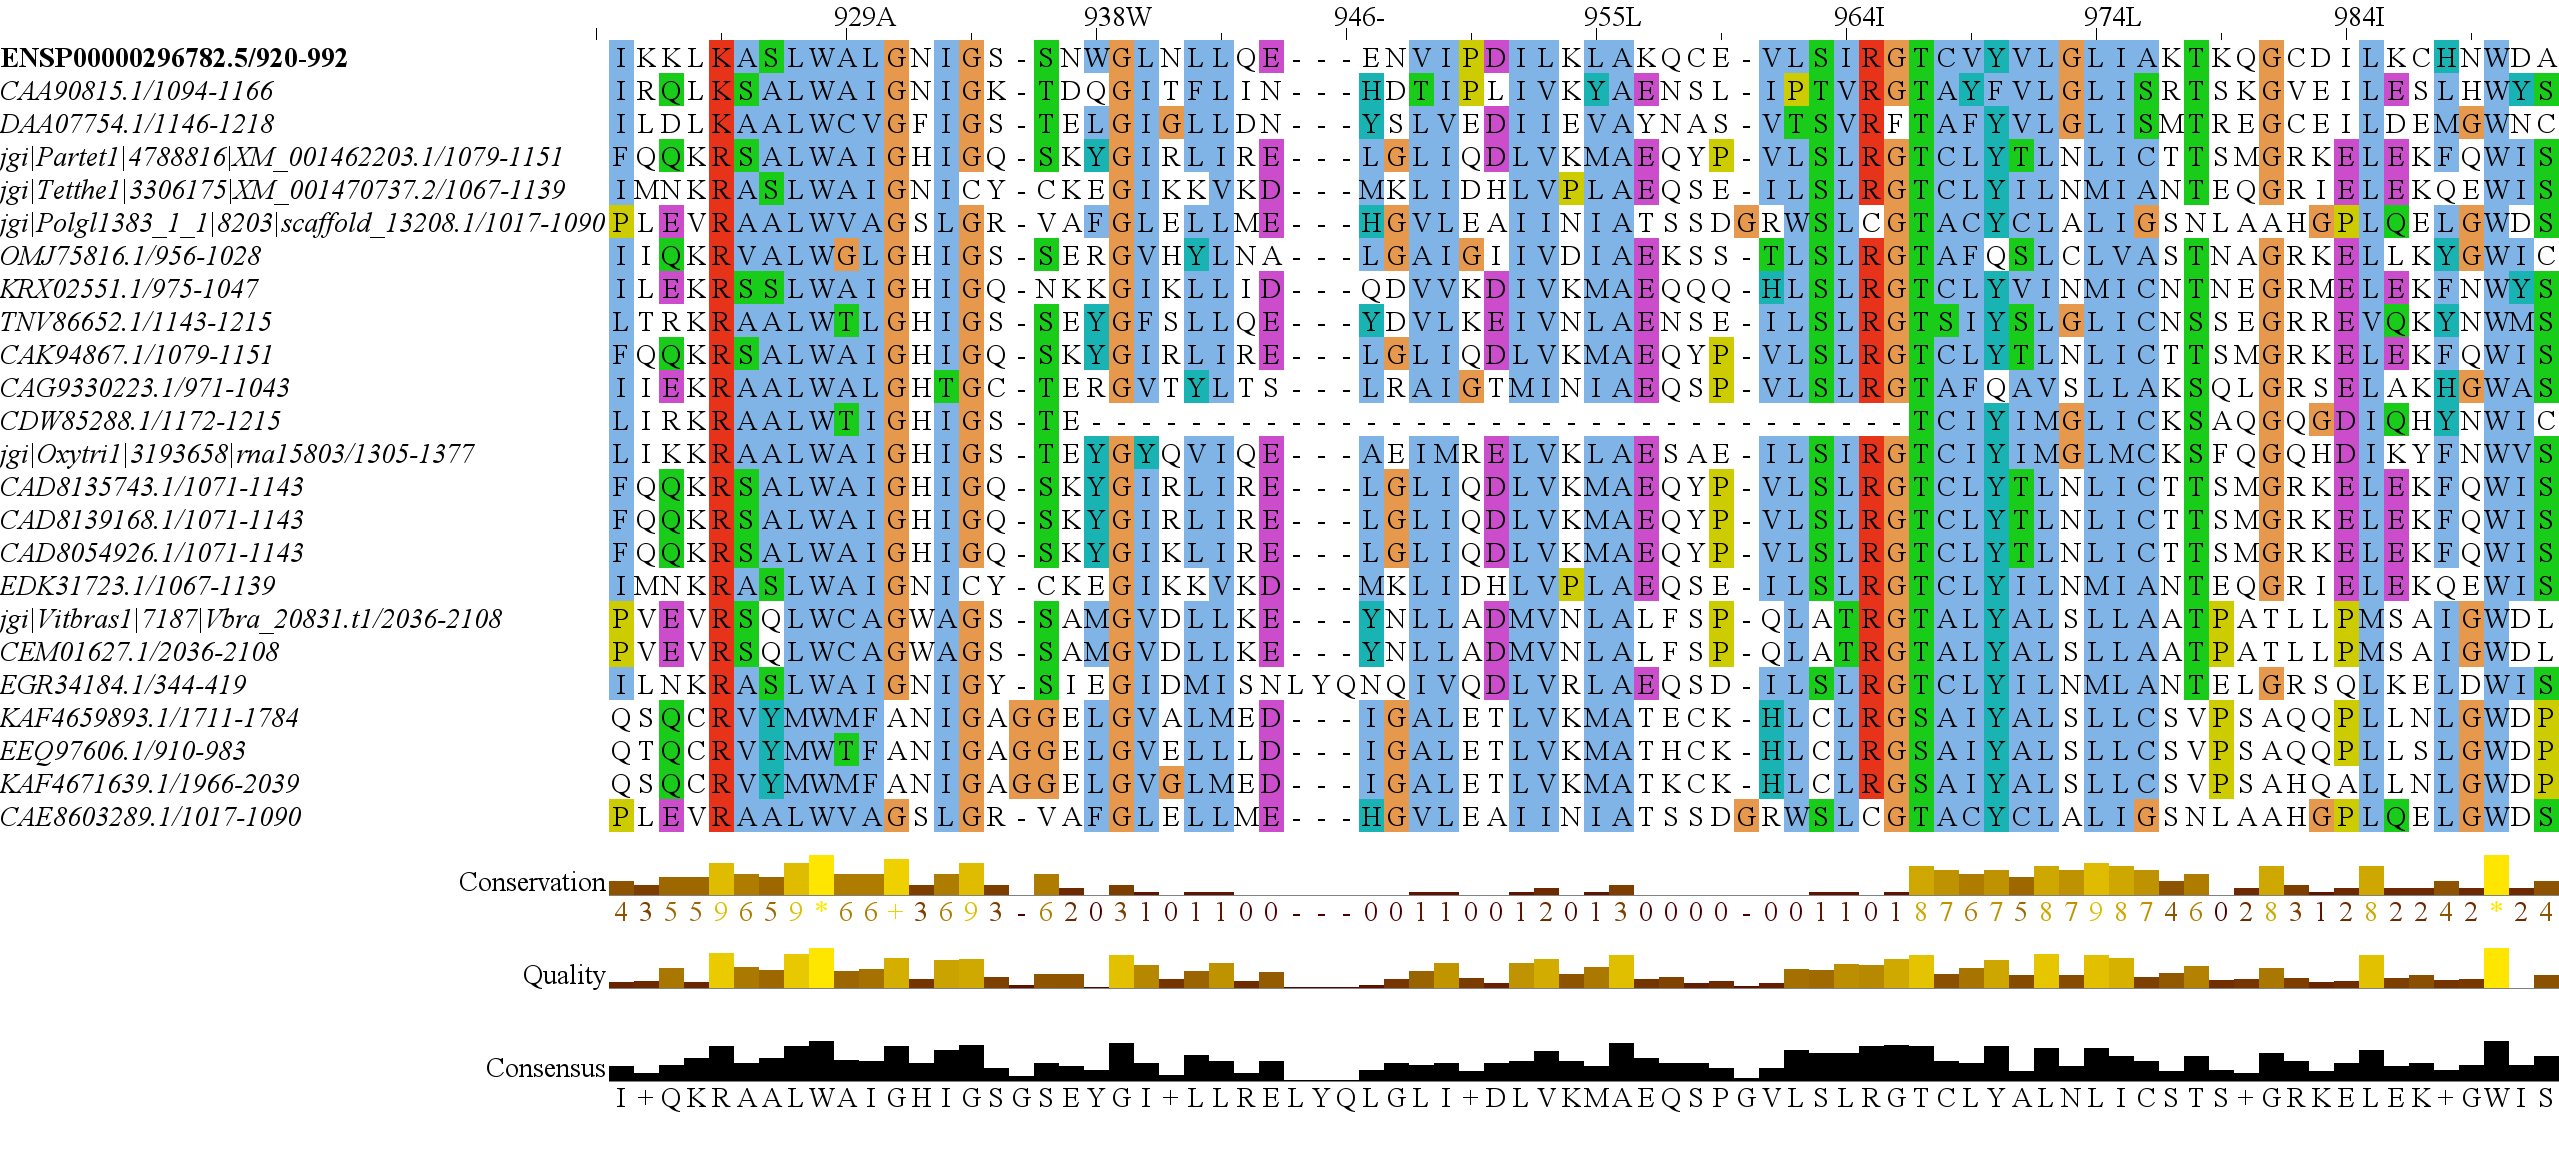 929A 938W 946- 955L 964I 974L 984I
ENSP00000296782.5/920-992 IKKLKASLWALGNIGS-SNWGLNLLQE---ENVIPDILKLAKQCE-VLSIRGTCVYVLGLIAKTKQGCDILKCHNWDA
CAA90815.1/1094-1166 IRQLKSALWAIGNIGK-TDQGITFLIN---HDTIPLIVKYAENSL-IPTVRGTAYFVLGLISRTSKGVEILESLHWYS
DAA07754.1/1146-1218 ILDLKAALWCVGFIGS-TELGIGLLDN---YSLVEDIIEVAYNAS-VTSVRFTAFYVLGLISMTREGCEILDEMGWNC
jgi|Partet1|4788816|XM_001462203.1/1079-1151 FQQKRSALWAIGHIGQ-SKYGIRLIRE---LGLIQDLVKMAEQYP-VLSLRGTCLYTLNLICTTSMGRKELEKFQWIS
jgi|Tetthe1|3306175|XM_001470737.2/1067-1139 IMNKRASLWAIGNICY-CKEGIKKVKD---MKLIDHLVPLAEQSE-ILSLRGTCLYILNMIANTEQGRIELEKQEWIS
jgi|Polgl1383_1_1|8203|scaffold_13208.1/1017-1090 PLEVRAALWVAGSLGR-VAFGLELLME---HGVLEAIINIATSSDGRWSLCGTACYCLALIGSNLAAHGPLQELGWDS
OMJ75816.1/956-1028 IIQKRVALWGLGHIGS-SERGVHYLNA---LGAIGIIVDIAEKSS-TLSLRGTAFQSLCLVASTNAGRKELLKYGWIC
KRX02551.1/975-1047 ILEKRSSLWAIGHIGQ-NKKGIKLLID---QDVVKDIVKMAEQQQ-HLSLRGTCLYVINMICNTNEGRMELEKFNWYS
TNV86652.1/1143-1215 LTRKRAALWTLGHIGS-SEYGFSLLQE---YDVLKEIVNLAENSE-ILSLRGTSIYSLGLICNSSEGRREVQKYNWMS
CAK94867.1/1079-1151 FQQKRSALWAIGHIGQ-SKYGIRLIRE---LGLIQDLVKMAEQYP-VLSLRGTCLYTLNLICTTSMGRKELEKFQWIS
CAG9330223.1/971-1043 IIEKRAALWALGHTGC-TERGVTYLTS---LRAIGTMINIAEQSP-VLSLRGTAFQAVSLLAKSQLGRSELAKHGWAS
CDW85288.1/1172-1215 LIRKRAALWTIGHIGS-TE---------------------------------TCIYIMGLICKSAQGQGDIQHYNWIC
jgi|Oxytri1|3193658|rna15803/1305-1377 LIKKRAALWAIGHIGS-TEYGYQVIQE---AEIMRELVKLAESAE-ILSIRGTCIYIMGLMCKSFQGQHDIKYFNWVS
CAD8135743.1/1071-1143 FQQKRSALWAIGHIGQ-SKYGIRLIRE---LGLIQDLVKMAEQYP-VLSLRGTCLYTLNLICTTSMGRKELEKFQWIS
CAD8139168.1/1071-1143 FQQKRSALWAIGHIGQ-SKYGIRLIRE---LGLIQDLVKMAEQYP-VLSLRGTCLYTLNLICTTSMGRKELEKFQWIS
CAD8054926.1/1071-1143 FQQKRSALWAIGHIGQ-SKYGIKLIRE---LGLIQDLVKMAEQYP-VLSLRGTCLYTLNLICTTSMGRKELEKFQWIS
EDK31723.1/1067-1139 IMNKRASLWAIGNICY-CKEGIKKVKD---MKLIDHLVPLAEQSE-ILSLRGTCLYILNMIANTEQGRIELEKQEWIS
jgi|Vitbras1|7187|Vbra_20831.t1/2036-2108 PVEVRSQLWCAGWAGS-SAMGVDLLKE---YNLLADMVNLALFSP-QLATRGTALYALSLLAATPATLLPMSAIGWDL
CEM01627.1/2036-2108 PVEVRSQLWCAGWAGS-SAMGVDLLKE---YNLLADMVNLALFSP-QLATRGTALYALSLLAATPATLLPMSAIGWDL
EGR34184.1/344-419 ILNKRASLWAIGNIGY-SIEGIDMISNLYQNQIVQDLVRLAEQSD-ILSLRGTCLYILNMLANTELGRSQLKELDWIS
KAF4659893.1/1711-1784 QSQCRVYMWMFANIGAGGELGVALMED---IGALETLVKMATECK-HLCLRGSAIYALSLLCSVPSAQQPLLNLGWDP
EEQ97606.1/910-983 QTQCRVYMWTFANIGAGGELGVELLLD---IGALETLVKMATHCK-HLCLRGSAIYALSLLCSVPSAQQPLLSLGWDP
KAF4671639.1/1966-2039 QSQCRVYMWMFANIGAGGELGVGLMED---IGALETLVKMATKCK-HLCLRGSAIYALSLLCSVPSAHQALLNLGWDP
CAE8603289.1/1017-1090 PLEVRAALWVAGSLGR-VAFGLELLME---HGVLEAIINIATSSDGRWSLCGTACYCLALIGSNLAAHGPLQELGWDS
Conservation
43559659*66+3693-6203101100---001100120130000-00110187675879874602831282242*24
Quality
Consensus
I+QKRAALWAIGHIGSGSEYGI+LLRELYQLGLI+DLVKMAEQSPGVLSLRGTCLYALNLICSTS+GRKELEK+GWIS